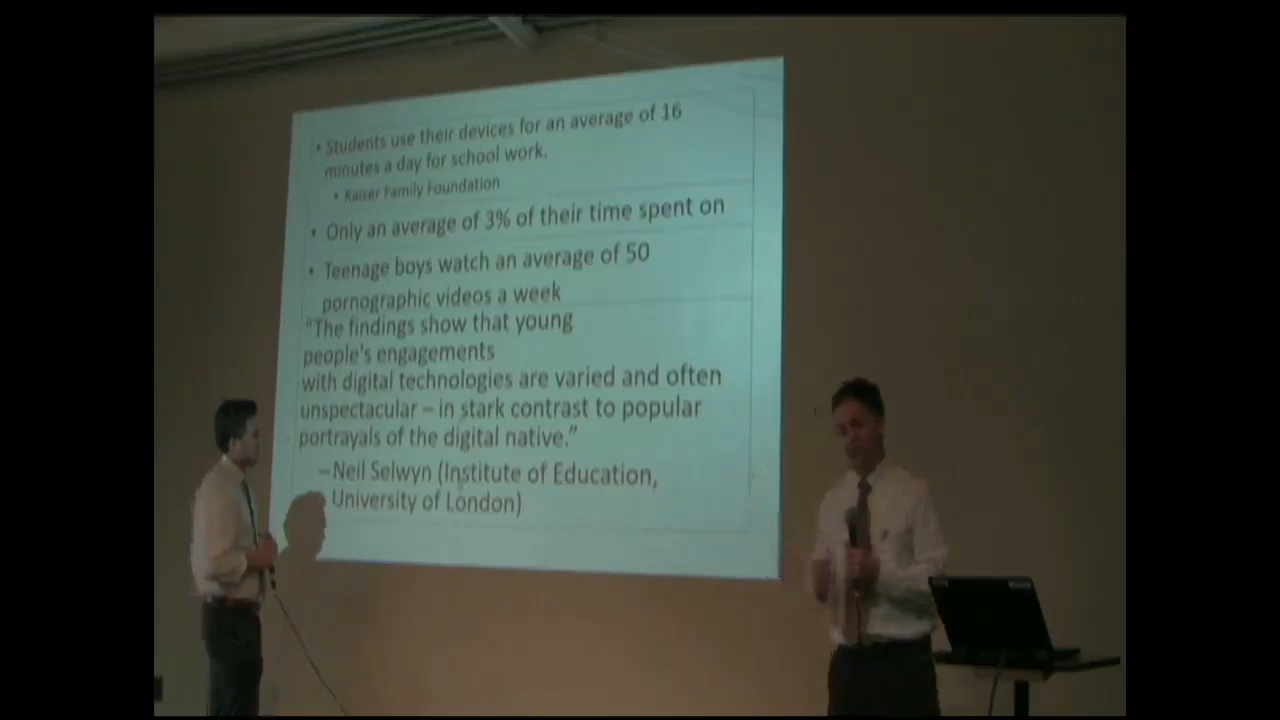 • Students use their devices for an average of 16
minutes a day for school work.
• Kaiser Family Foundation
• Only an average of 3% of their time spent on
• Teenage boys watch an average of 50
pornographic videos a week
“The findings show that young
people's engagements
with digital technologies are varied and often
unspectacular – in stark contrast to popular
portrayals of the digital native.”
–Neil Selwyn (Institute of Education,
University of London)